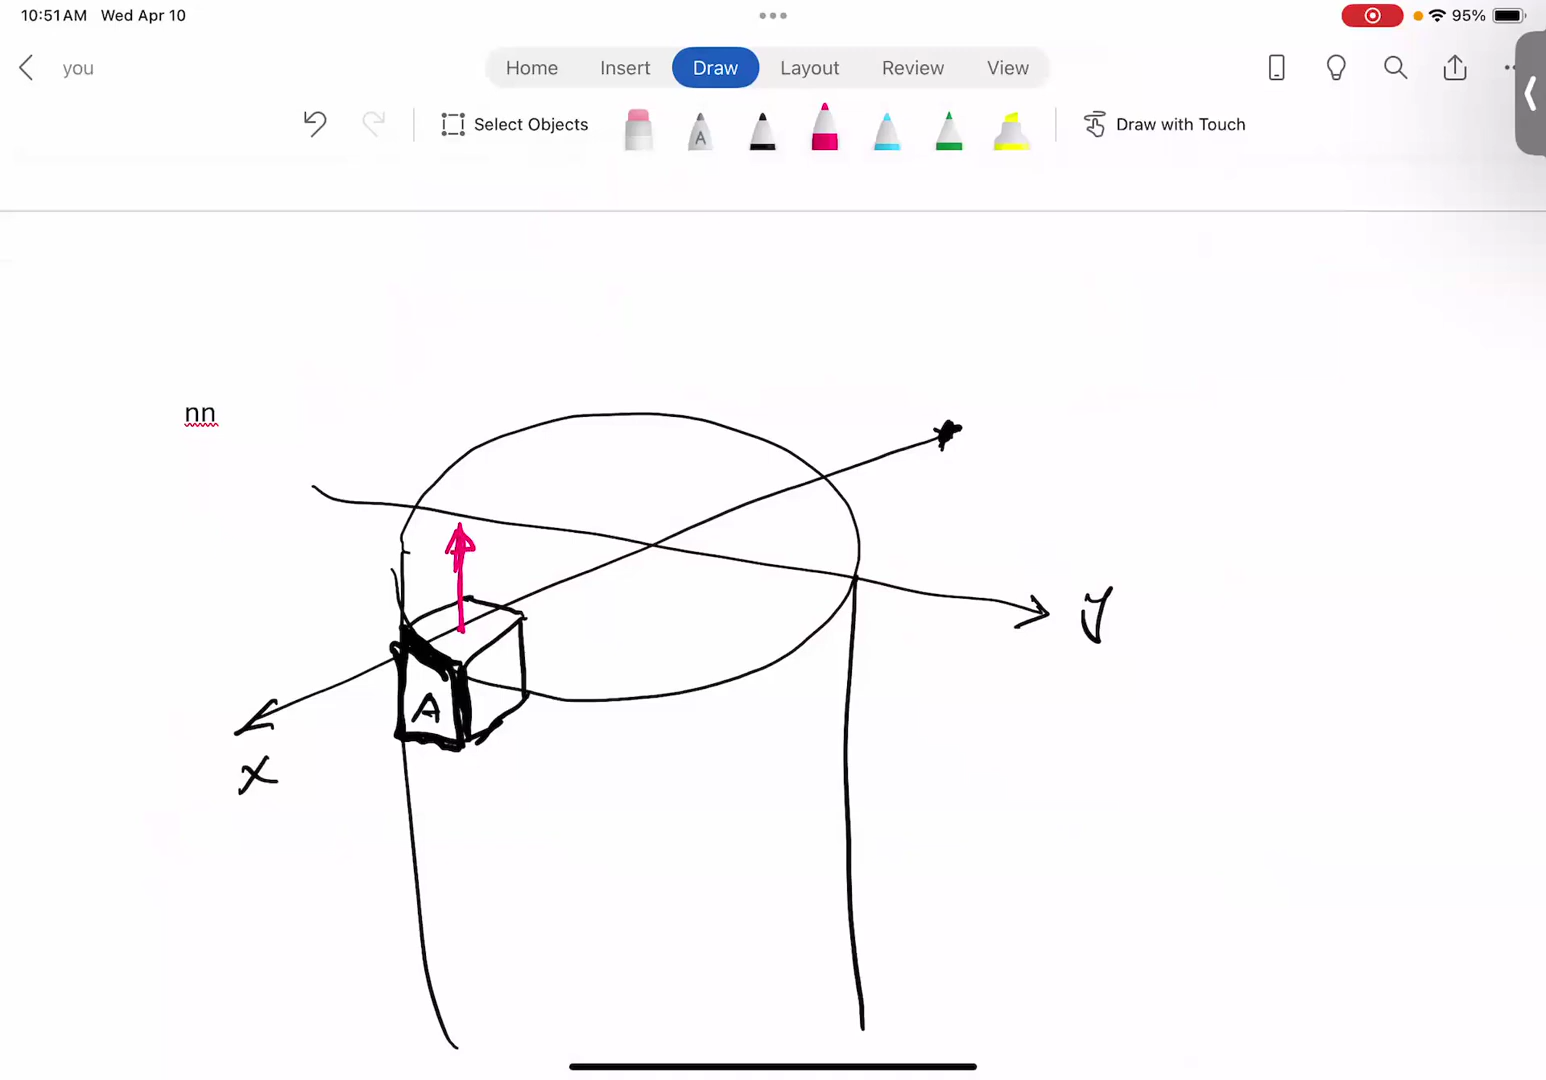 10:51 AM Wed Apr 10
95%
you
Home Insert Draw Layout Review View
Select Objects
A
Draw with Touch
nn
y
A
x